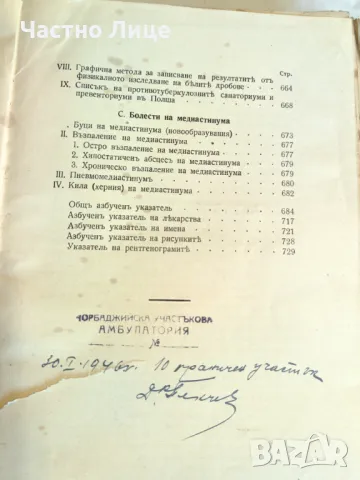 Частно Лице
Стр.
VIII. Графична метода за записване на резултатитѣ отъ
физикалното изследване на бѣлитѣ дробове . . . 664
IX. Списъкъ на противотуберкулознитѣ санаториуми и
превенториуми въ Полша . . . . . . 668
C. Болести на медиастинума
I. Буци на медиастинума (новообразувания) . . . . 673
II. Възпаление на медиастинума . . . . . 677
1. Остро възпаление на медиастинума . . . . 677
2. Хипостатиченъ абсцесъ на медиастинума . . . 679
3. Хроническо възпаление на медиастинума . . . 679
III. Пневмомедиастинумъ . . . . . . 680
IV. Кила (херния) на медиастинума . . . . . 682
Общъ азбученъ указатель . . . . . . 684
Азбученъ указатель на лѣкарства . . . . . 717
Азбученъ указатель на имена . . . . . 721
Азбученъ указатель на рисункитѣ . . . . . 728
Указатель на рентгенограмитѣ . . . . . 729
ЧОРБАДЖИЙСКА УЧАСТЪКОВА
АМБУЛАТОРИЯ
№
30.I.1946г. участък
BAZAR